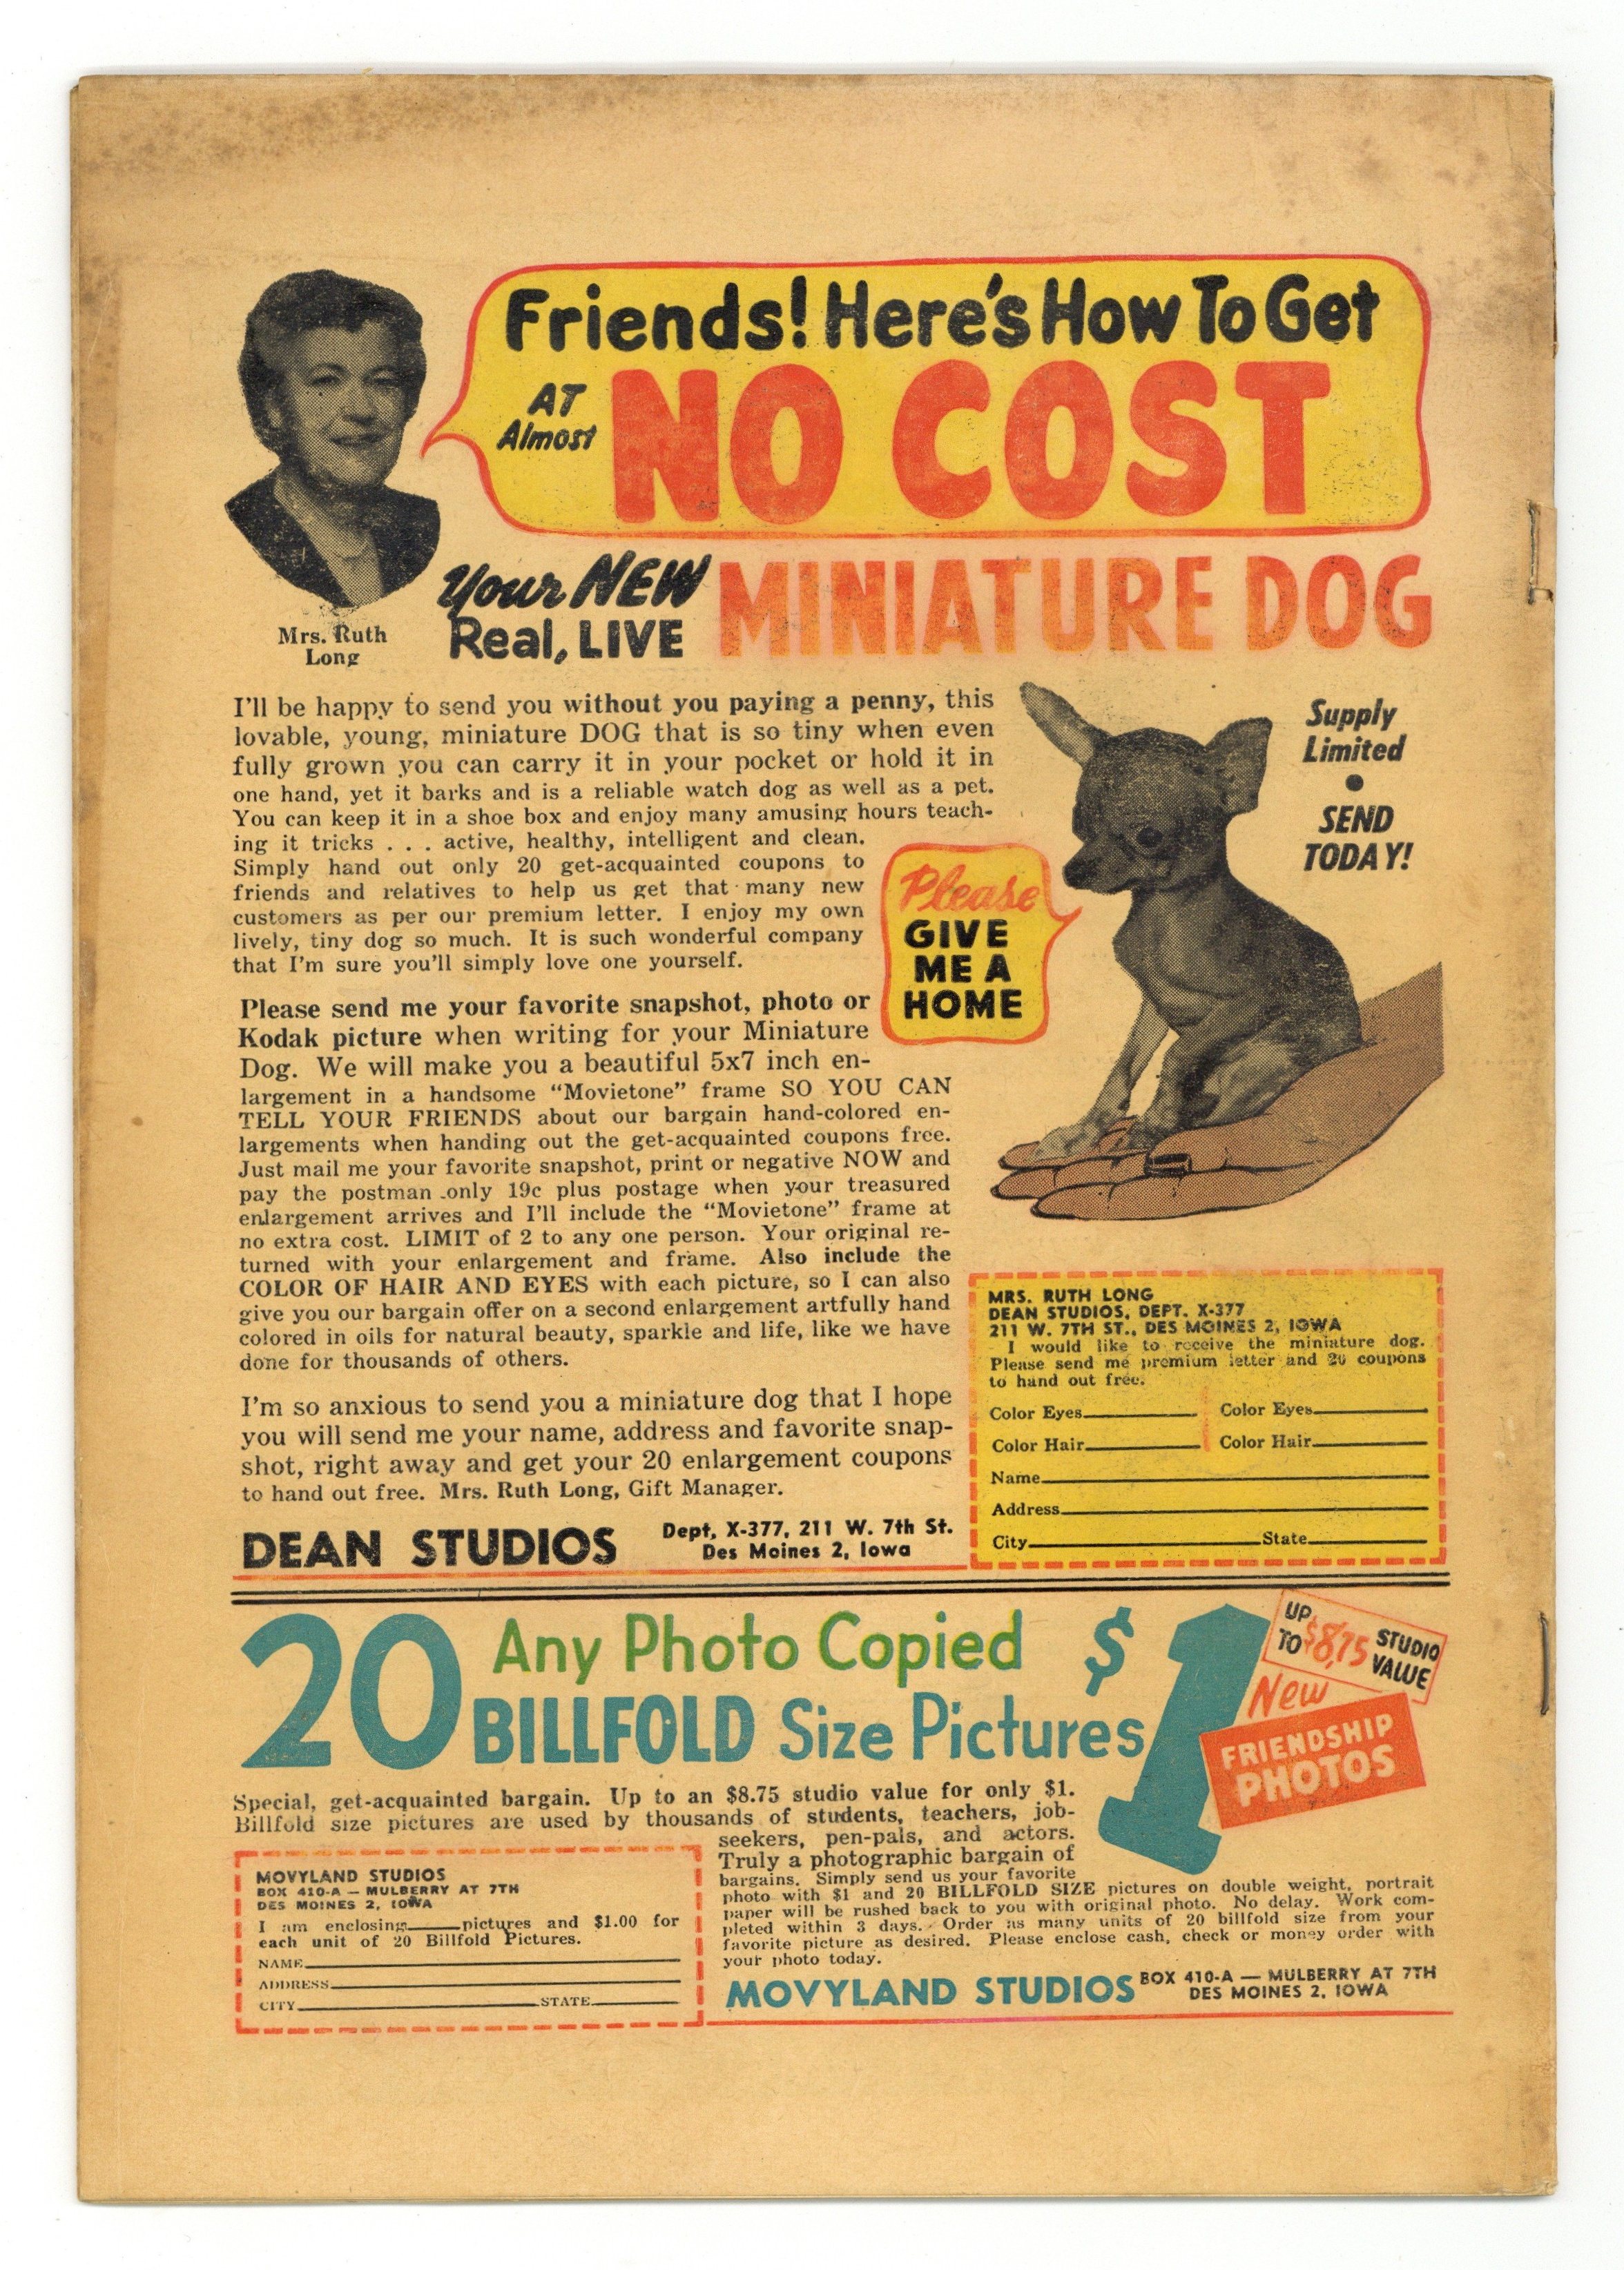 Friends! Here's How To Get
AT
Almost
NO COST
Your NEW
Real, LIVE
MINIATURE DOG
Mrs. Ruth
Long
I'll be happy to send you without you paying a penny, this
lovable, young, miniature DOG that is so tiny when even
fully grown you can carry it in your pocket or hold it in
one hand, yet it barks and is a reliable watch dog as well as a pet.
You can keep it in a shoe box and enjoy many amusing hours teach-
ing it tricks . . . active, healthy, intelligent and clean.
Simply hand out only 20 get-acquainted coupons to
friends and relatives to help us get that many new
customers as per our premium letter. I enjoy my own
lively, tiny dog so much. It is such wonderful company
that I'm sure you'll simply love one yourself.
Supply
Limited
•
SEND
TODAY!
Please
GIVE
ME A
HOME
Please send me your favorite snapshot, photo or
Kodak picture when writing for your Miniature
Dog. We will make you a beautiful 5x7 inch en-
largement in a handsome "Movietone" frame SO YOU CAN
TELL YOUR FRIENDS about our bargain hand-colored en-
largements when handing out the get-acquainted coupons free.
Just mail me your favorite snapshot, print or negative NOW and
pay the postman only 19c plus postage when your treasured
enlargement arrives and I'll include the "Movietone" frame at
no extra cost. LIMIT of 2 to any one person. Your original re-
turned with your enlargement and frame. Also include the
COLOR OF HAIR AND EYES with each picture, so I can also
give you our bargain offer on a second enlargement artfully hand
colored in oils for natural beauty, sparkle and life, like we have
done for thousands of others.
I'm so anxious to send you a miniature dog that I hope
you will send me your name, address and favorite snap-
shot, right away and get your 20 enlargement coupons
to hand out free. Mrs. Ruth Long, Gift Manager.
DEAN STUDIOS
Dept, X-377, 211 W. 7th St.
Des Moines 2, Iowa
MRS. RUTH LONG
DEAN STUDIOS, DEPT. X-377
211 W. 7TH ST., DES MOINES 2, IOWA
I would like to receive the miniature dog.
Please send me premium letter and 20 coupons
to hand out free.
Color Eyes Color Eyes
Color Hair Color Hair
Name
Address
City State
20 Any Photo Copied $1
BILLFOLD Size Pictures
UP
TO $8.75 STUDIO
VALUE
New
FRIENDSHIP
PHOTOS
Special, get-acquainted bargain. Up to an $8.75 studio value for only $1.
Billfold size pictures are used by thousands of students, teachers, job-
seekers, pen-pals, and actors.
Truly a photographic bargain of
bargains. Simply send us your favorite
photo with $1 and 20 BILLFOLD SIZE pictures on double weight, portrait
paper will be rushed back to you with original photo. No delay. Work com-
pleted within 3 days. Order as many units of 20 billfold size from your
favorite picture as desired. Please enclose cash, check or money order with
your photo today.
MOVYLAND STUDIOS
BOX 410-A — MULBERRY AT 7TH
DES MOINES 2, IOWA
MOVYLAND STUDIOS
BOX 410-A — MULBERRY AT 7TH
DES MOINES 2, IOWA
I am enclosing pictures and $1.00 for
each unit of 20 Billfold Pictures.
NAME
ADDRESS
CITY STATE